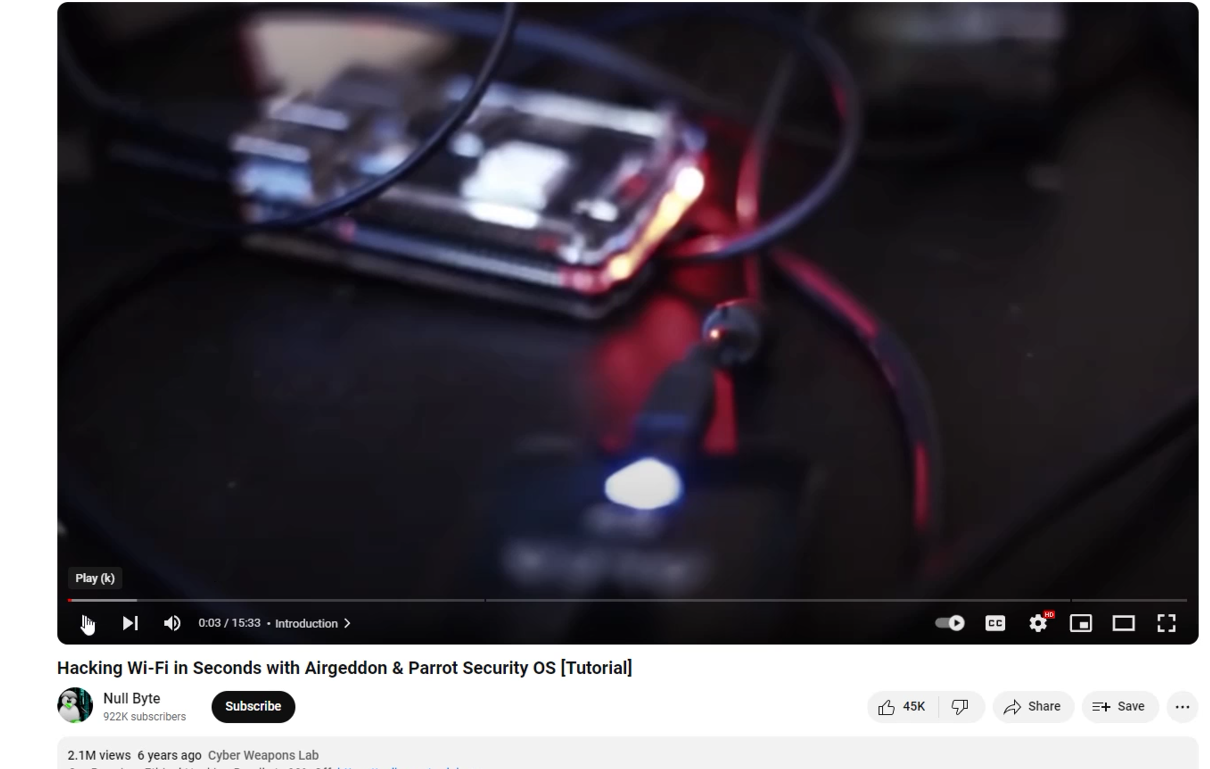 Play (k)
0:03 / 15:33 • Introduction
CC
HD
Hacking Wi-Fi in Seconds with Airgeddon & Parrot Security OS [Tutorial]
Null Byte
922K subscribers
Subscribe
45K
Share
Save
2.1M views 6 years ago Cyber Weapons Lab